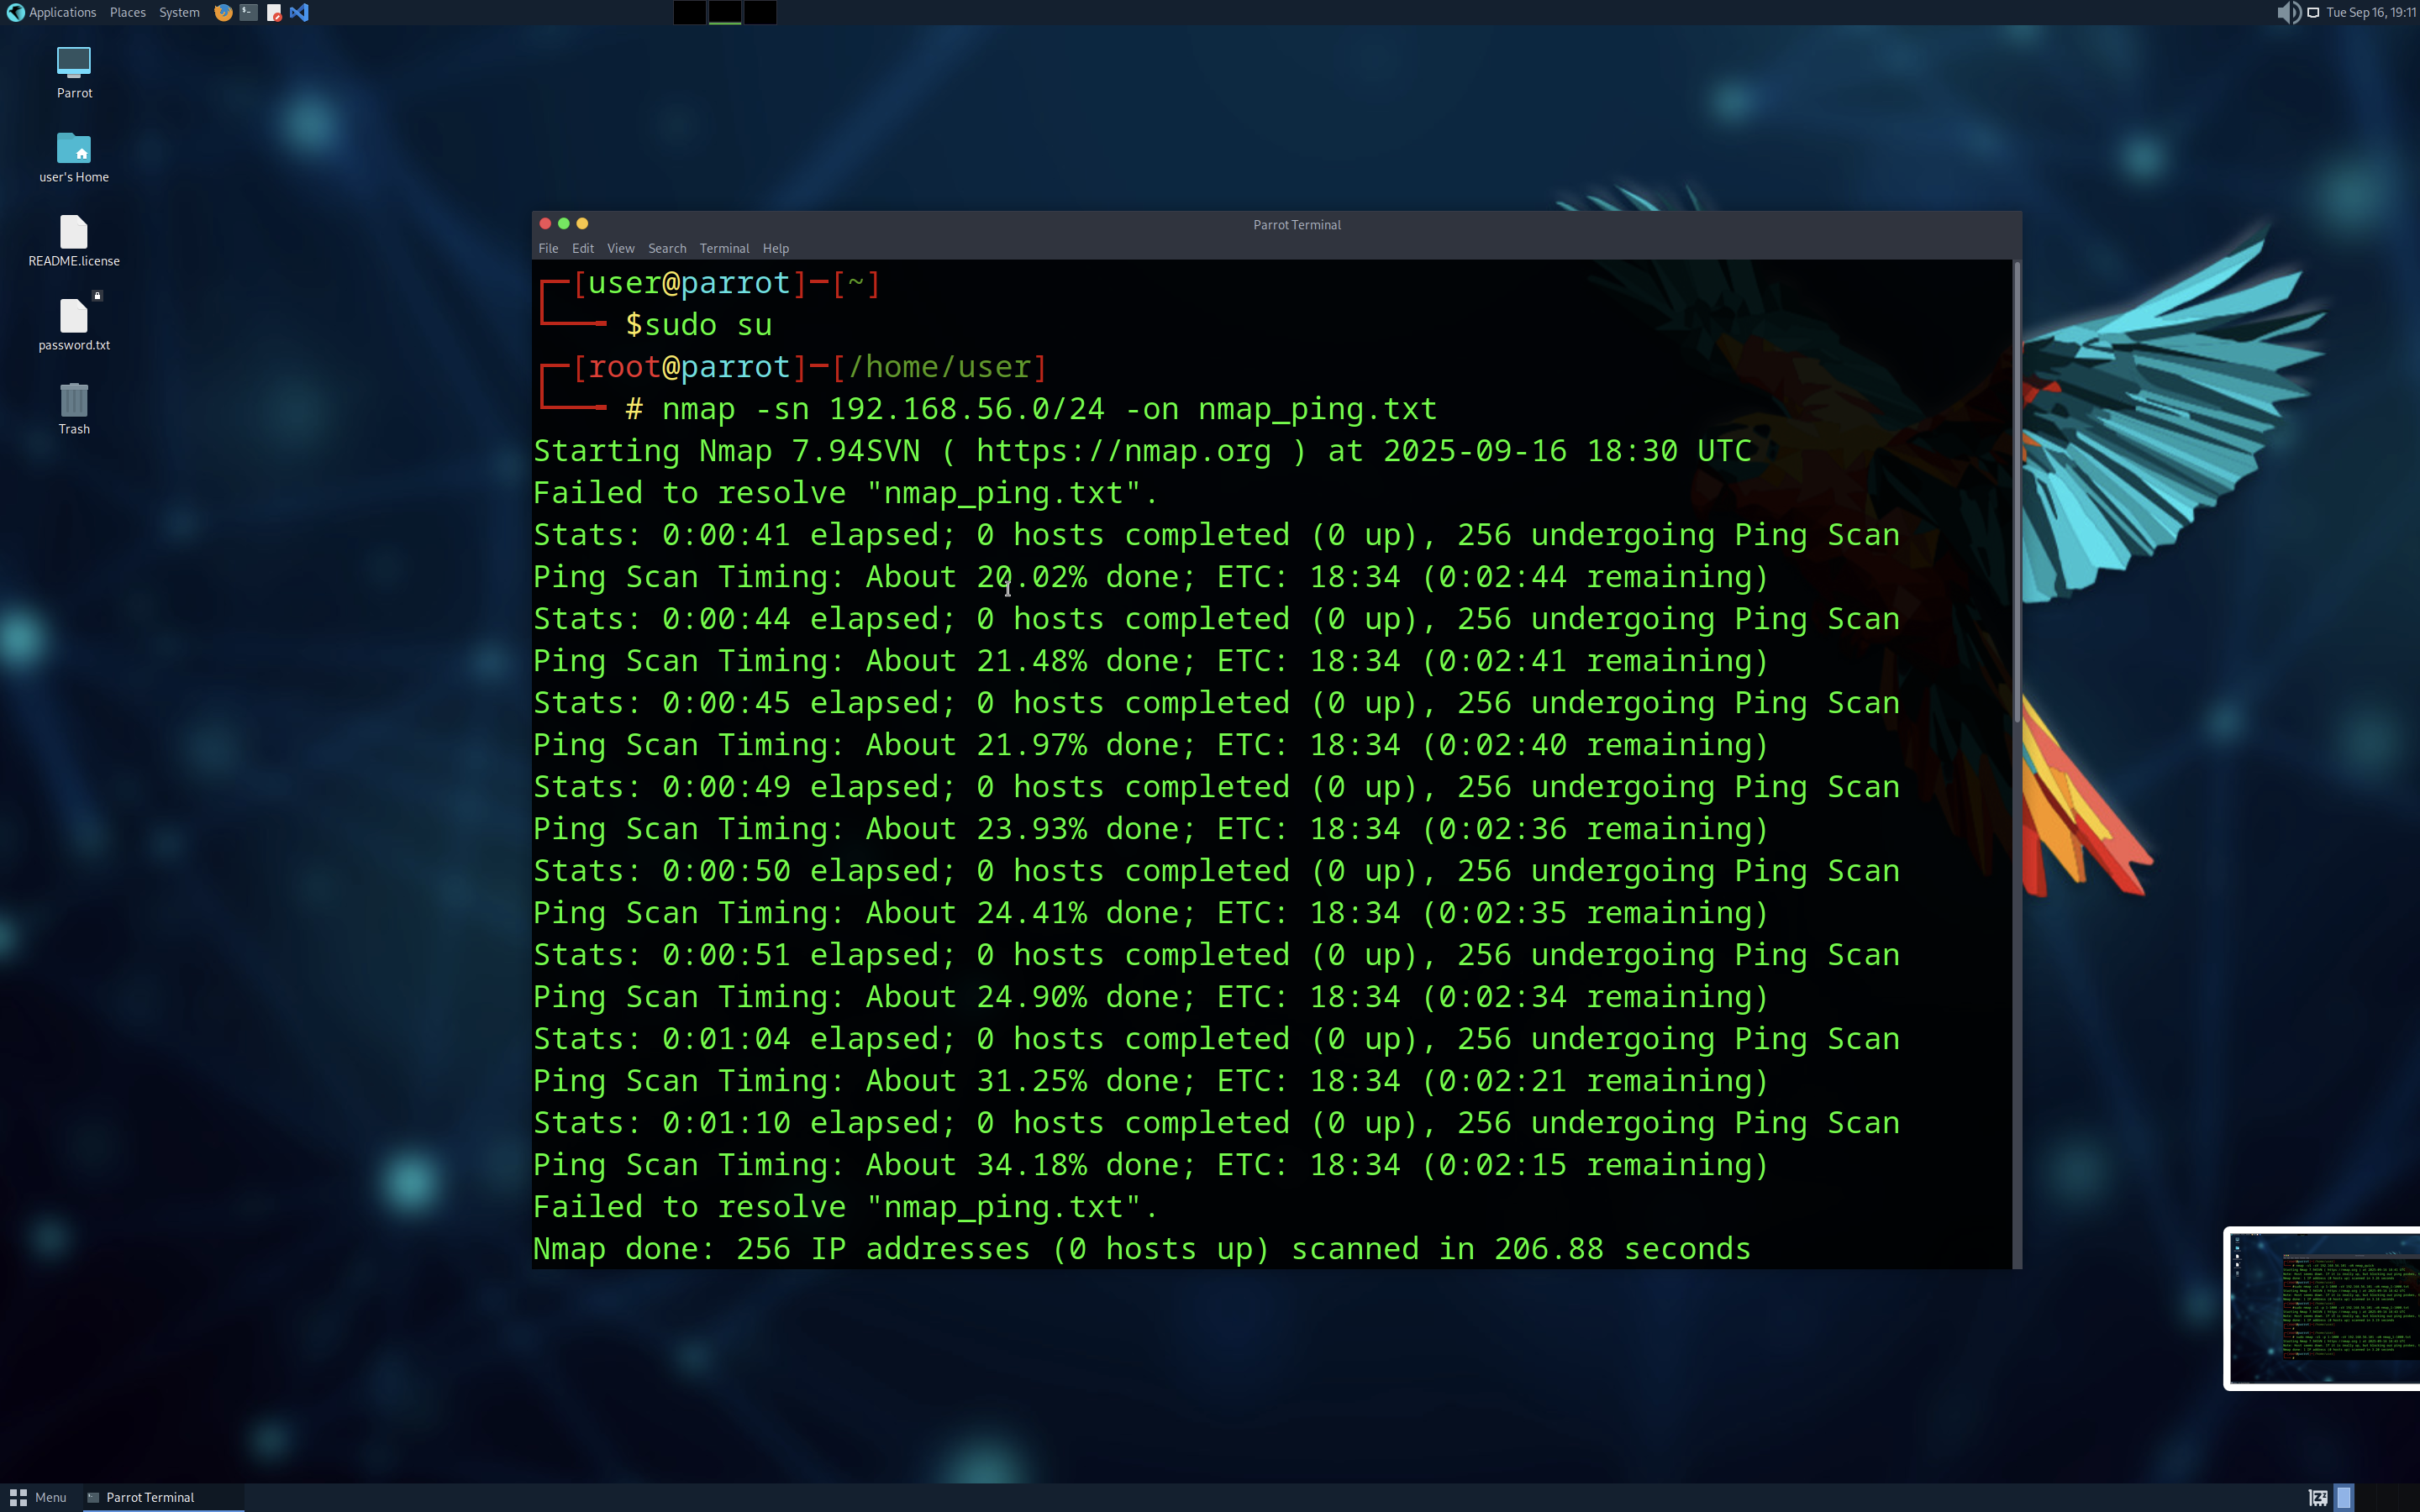 Applications Places System
Tue Sep 16, 19:11
Parrot
user's Home
README.license
password.txt
Trash
Parrot Terminal
File Edit View Search Terminal Help
[user@parrot]─[~]
$sudo su
[root@parrot]─[/home/user]
# nmap -sn 192.168.56.0/24 -on nmap_ping.txt
Starting Nmap 7.94SVN ( https://nmap.org ) at 2025-09-16 18:30 UTC
Failed to resolve "nmap_ping.txt".
Stats: 0:00:41 elapsed; 0 hosts completed (0 up), 256 undergoing Ping Scan
Ping Scan Timing: About 20.02% done; ETC: 18:34 (0:02:44 remaining)
Stats: 0:00:44 elapsed; 0 hosts completed (0 up), 256 undergoing Ping Scan
Ping Scan Timing: About 21.48% done; ETC: 18:34 (0:02:41 remaining)
Stats: 0:00:45 elapsed; 0 hosts completed (0 up), 256 undergoing Ping Scan
Ping Scan Timing: About 21.97% done; ETC: 18:34 (0:02:40 remaining)
Stats: 0:00:49 elapsed; 0 hosts completed (0 up), 256 undergoing Ping Scan
Ping Scan Timing: About 23.93% done; ETC: 18:34 (0:02:36 remaining)
Stats: 0:00:50 elapsed; 0 hosts completed (0 up), 256 undergoing Ping Scan
Ping Scan Timing: About 24.41% done; ETC: 18:34 (0:02:35 remaining)
Stats: 0:00:51 elapsed; 0 hosts completed (0 up), 256 undergoing Ping Scan
Ping Scan Timing: About 24.90% done; ETC: 18:34 (0:02:34 remaining)
Stats: 0:01:04 elapsed; 0 hosts completed (0 up), 256 undergoing Ping Scan
Ping Scan Timing: About 31.25% done; ETC: 18:34 (0:02:21 remaining)
Stats: 0:01:10 elapsed; 0 hosts completed (0 up), 256 undergoing Ping Scan
Ping Scan Timing: About 34.18% done; ETC: 18:34 (0:02:15 remaining)
Failed to resolve "nmap_ping.txt".
Nmap done: 256 IP addresses (0 hosts up) scanned in 206.88 seconds
Menu Parrot Terminal